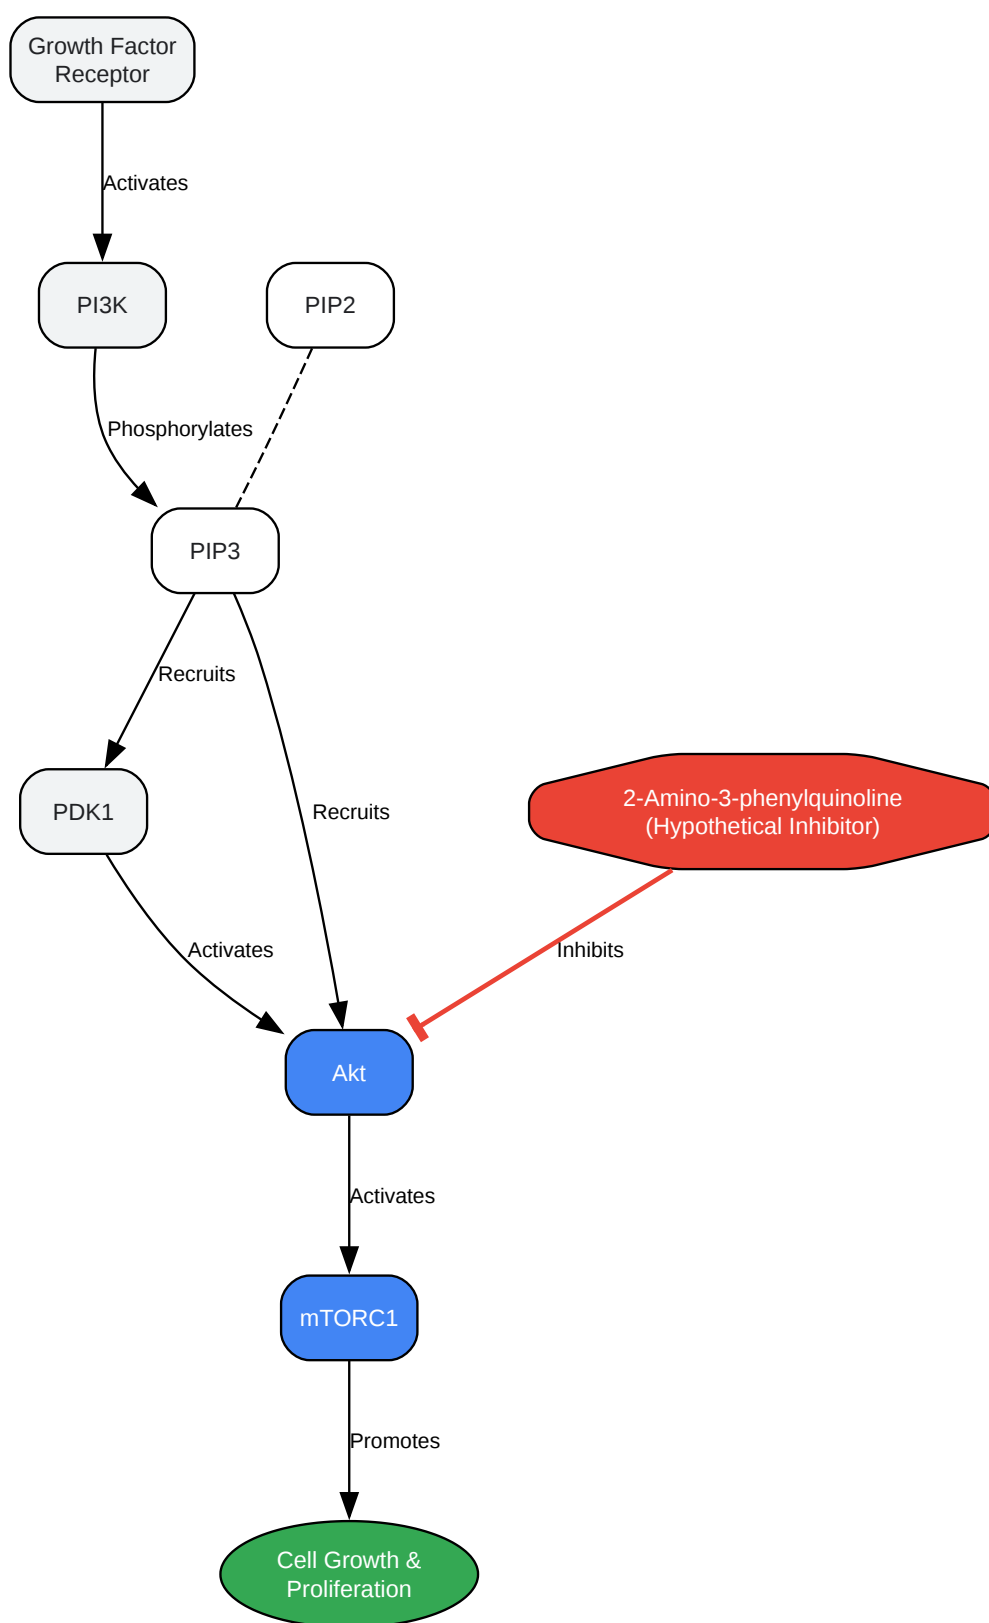 Growth Factor
Receptor
Activates
PI3K
PIP2
Phosphorylates
PIP3
Recruits
PDK1
Recruits
2-Amino-3-phenylquinoline
(Hypothetical Inhibitor)
Activates
Inhibits
Akt
Activates
mTORC1
Promotes
Cell Growth &
Proliferation